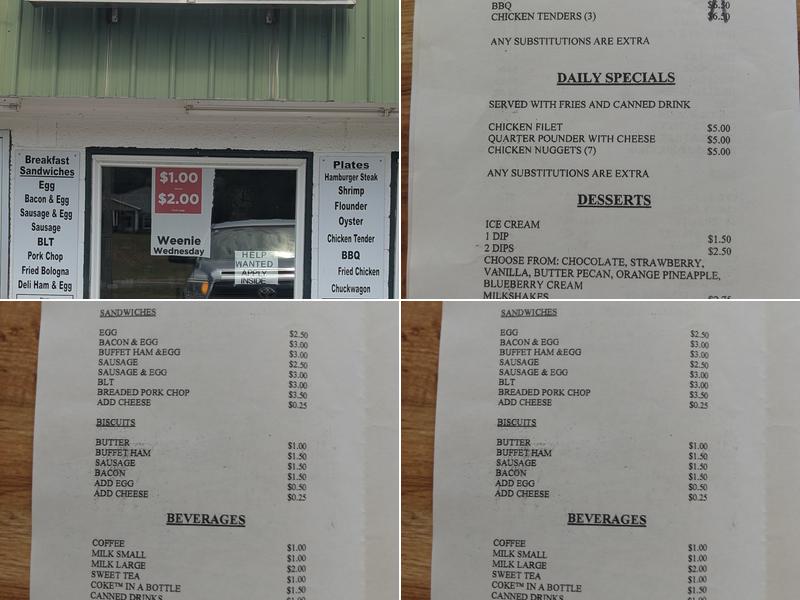 Breakfast
Sandwiches
Egg
Bacon & Egg
Sausage & Egg
Sausage
BLT
Pork Chop
Fried Bologna
Deli Ham & Egg
$1.00
$2.00
Weenie
Wednesday
HELP
WANTED
APPLY
INSIDE
Plates
Hamburger Steak
Shrimp
Flounder
Oyster
Chicken Tender
BBQ
Fried Chicken
Chuckwagon
BBQ
CHICKEN TENDERS (3) $6.50
ANY SUBSTITUTIONS ARE EXTRA
DAILY SPECIALS
SERVED WITH FRIES AND CANNED DRINK
CHICKEN FILET $5.00
QUARTER POUNDER WITH CHEESE $5.00
CHICKEN NUGGETS (7) $5.00
ANY SUBSTITUTIONS ARE EXTRA
DESSERTS
ICE CREAM
1 DIP $1.50
2 DIPS $2.50
CHOOSE FROM: CHOCOLATE, STRAWBERRY,
VANILLA, BUTTER PECAN, ORANGE PINEAPPLE,
BLUEBERRY CREAM
MILKSHAKES
SANDWICHES
EGG $2.50
BACON & EGG $3.00
BUFFET HAM &EGG $3.00
SAUSAGE $2.50
SAUSAGE & EGG $3.00
BLT $3.00
BREADED PORK CHOP $3.50
ADD CHEESE $0.25
BISCUITS
BUTTER $1.00
BUFFET HAM $1.50
SAUSAGE $1.50
BACON $1.50
ADD EGG $0.50
ADD CHEESE $0.25
BEVERAGES
COFFEE $1.00
MILK SMALL $1.00
MILK LARGE $2.00
SWEET TEA $1.00
COKE™ IN A BOTTLE $1.50
CANNED DRINKS
SANDWICHES
EGG $2.50
BACON & EGG $3.00
BUFFET HAM &EGG $3.00
SAUSAGE $2.50
SAUSAGE & EGG $3.00
BLT $3.00
BREADED PORK CHOP $3.50
ADD CHEESE $0.25
BISCUITS
BUTTER $1.00
BUFFET HAM $1.50
SAUSAGE $1.50
BACON $1.50
ADD EGG $0.50
ADD CHEESE $0.25
BEVERAGES
COFFEE $1.00
MILK SMALL $1.00
MILK LARGE $2.00
SWEET TEA $1.00
COKE™ IN A BOTTLE $1.50
CANNED DRINKS